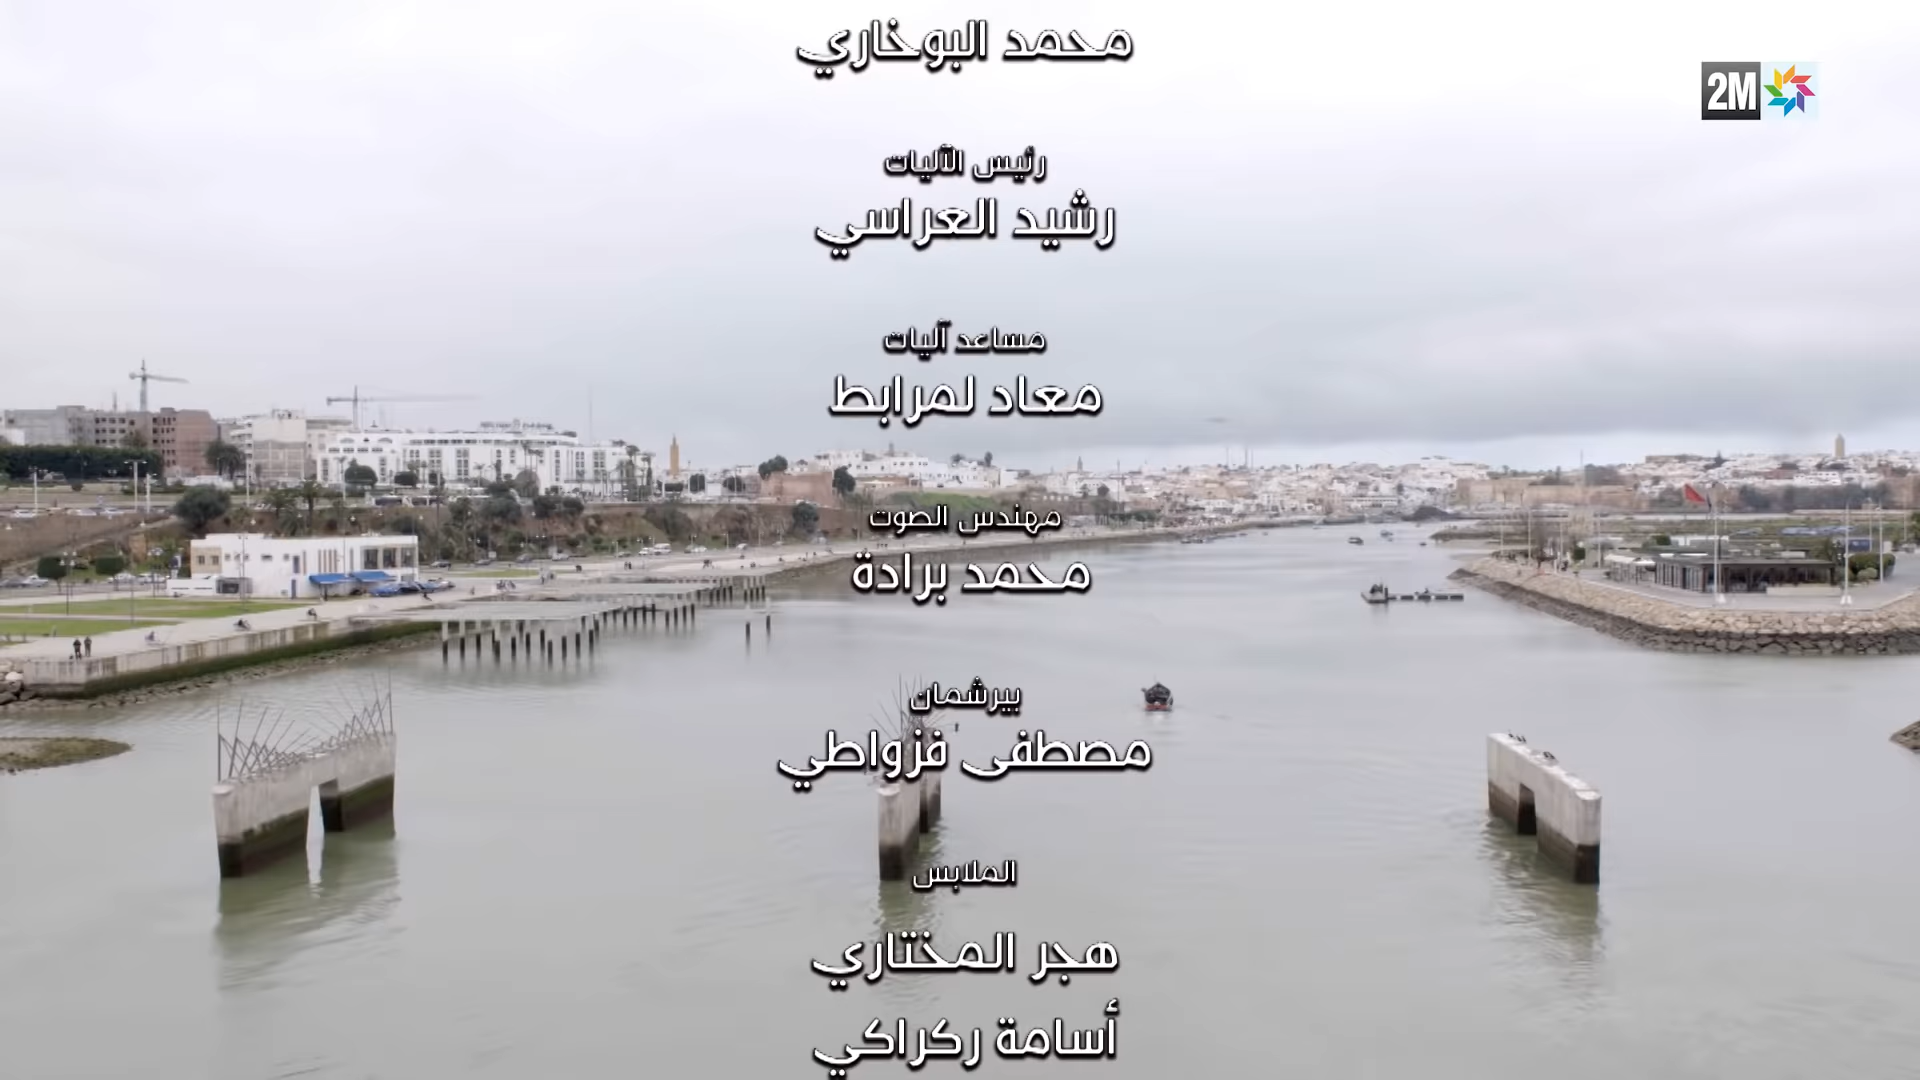 محمد البوخاري
2M
رئيس الآليات
رشيد العراسي
مساعد آليات
معاد لمرابط
مهندس الصوت
محمد برادة
بيرشمان
مصطفى فزواطي
الملابس
هجر المختاري
أسامة ركراكي